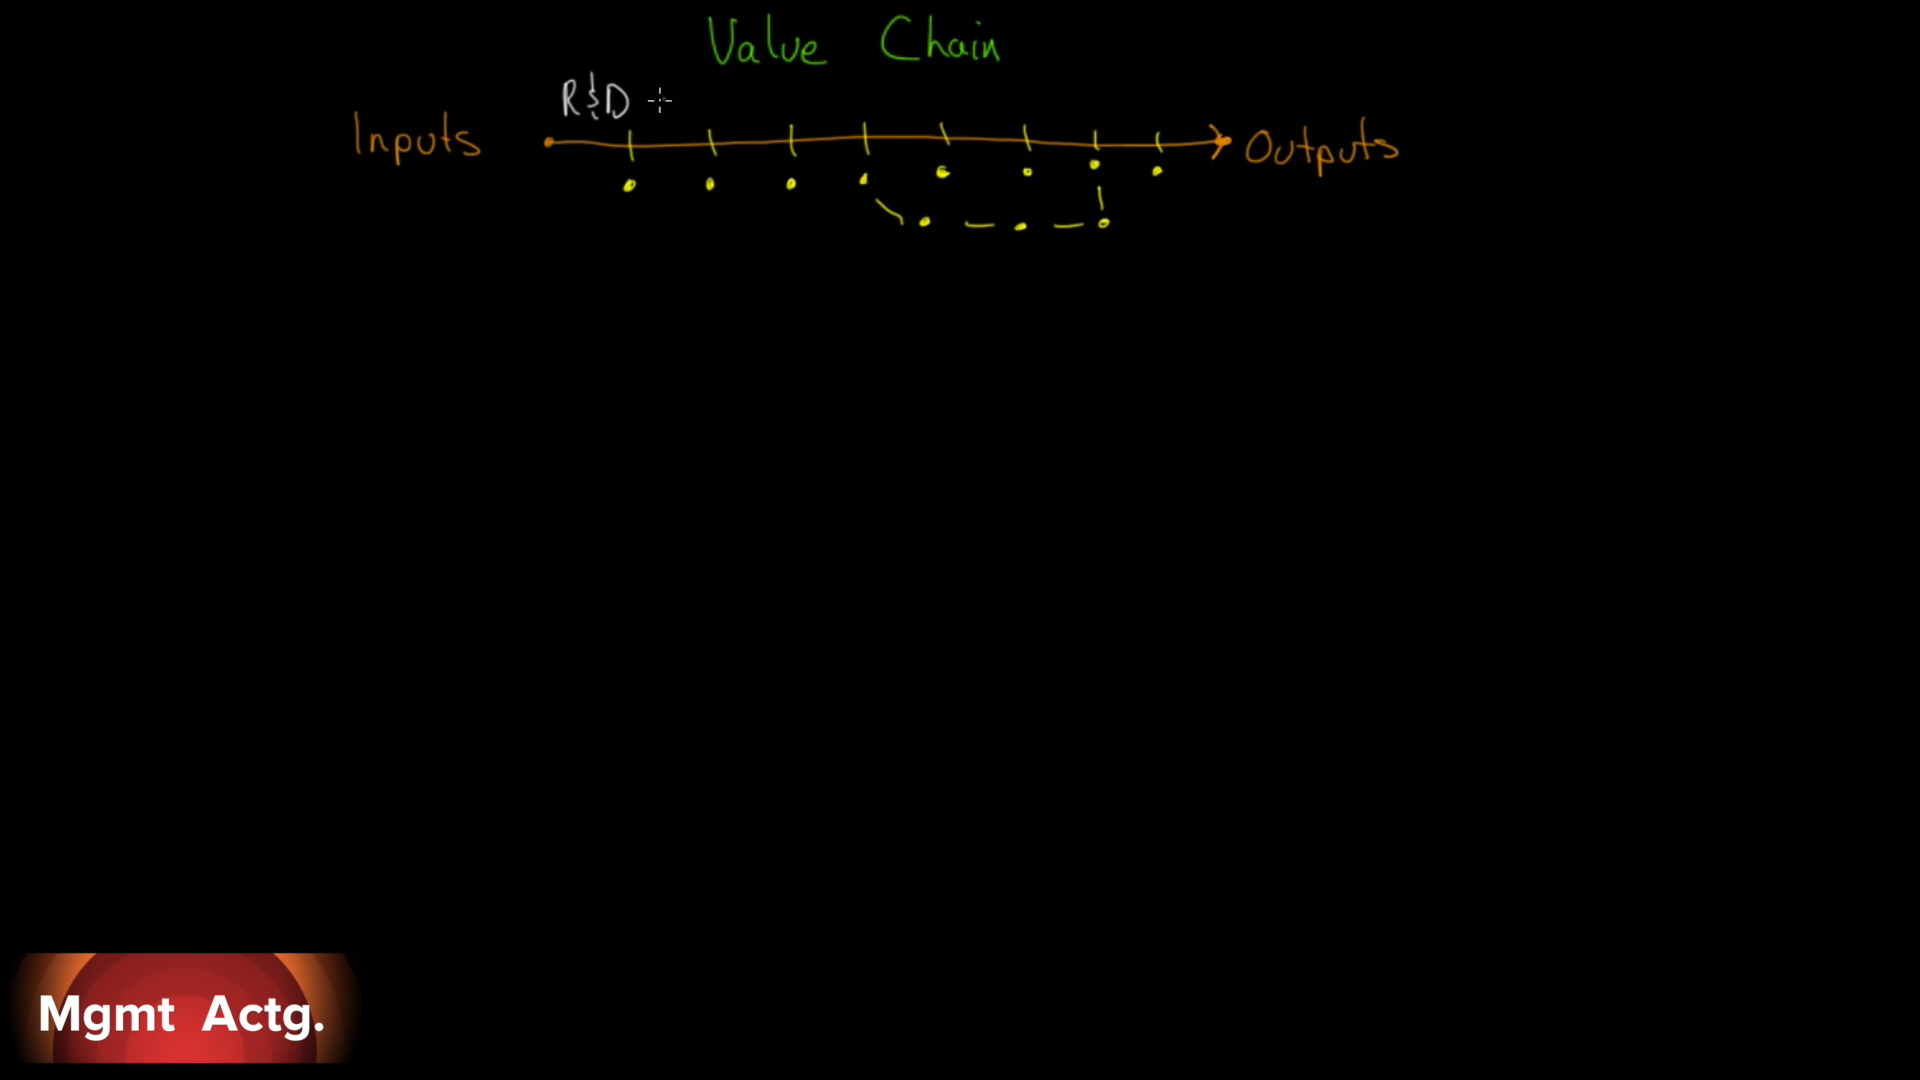 Value Chain
R&D
Inputs
Outputs
Mgmt Actg.